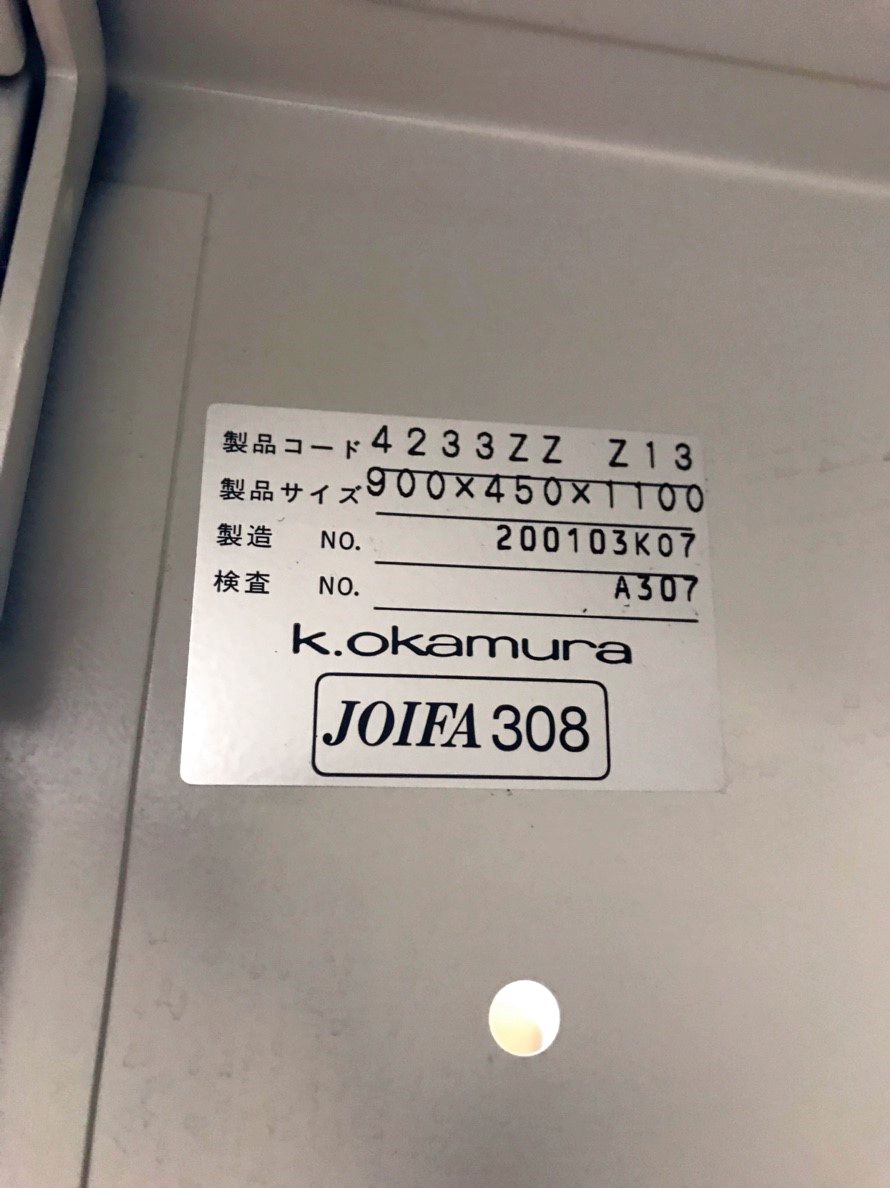 製品コード 4233ZZ Z13
製品サイズ 900×450×1100
製造 NO. 200103K07
検査 NO. A307
k.okamura
JOIFA 308